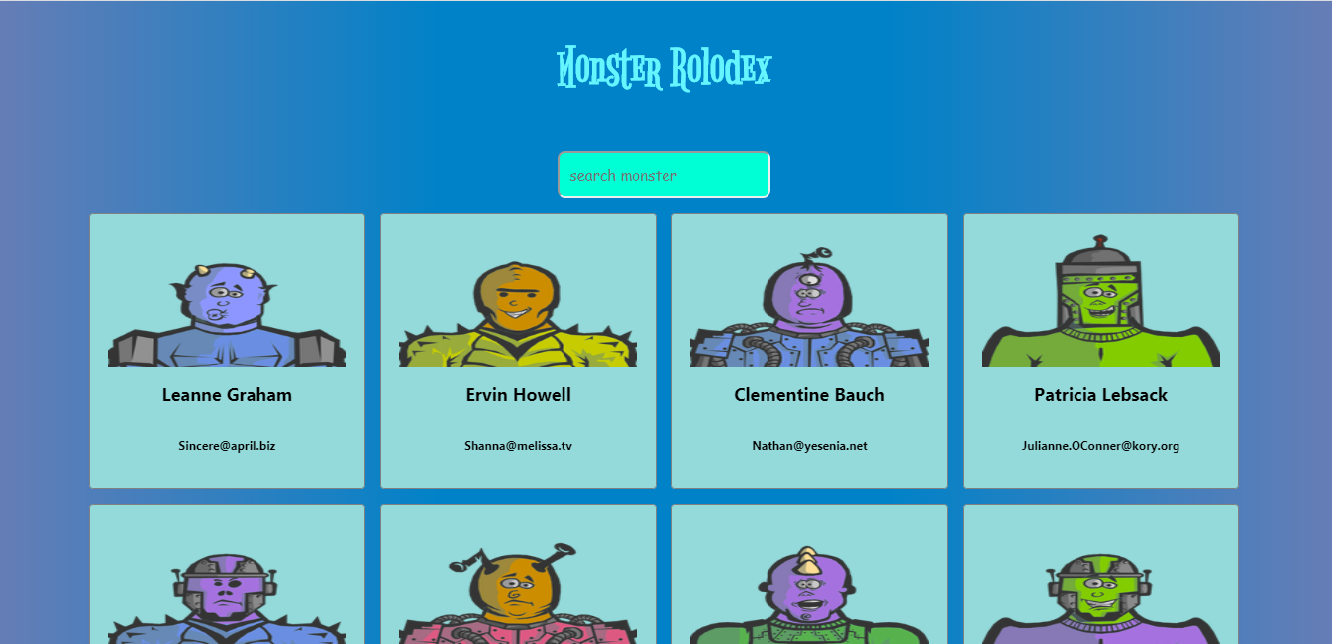 Monster Rolodex
search monster
Leanne Graham
Ervin Howell
Clementine Bauch
Patricia Lebsack
Sincere@april.biz
Shanna@melissa.tv
Nathan@yesenia.net
Julianne.OConner@kory.org